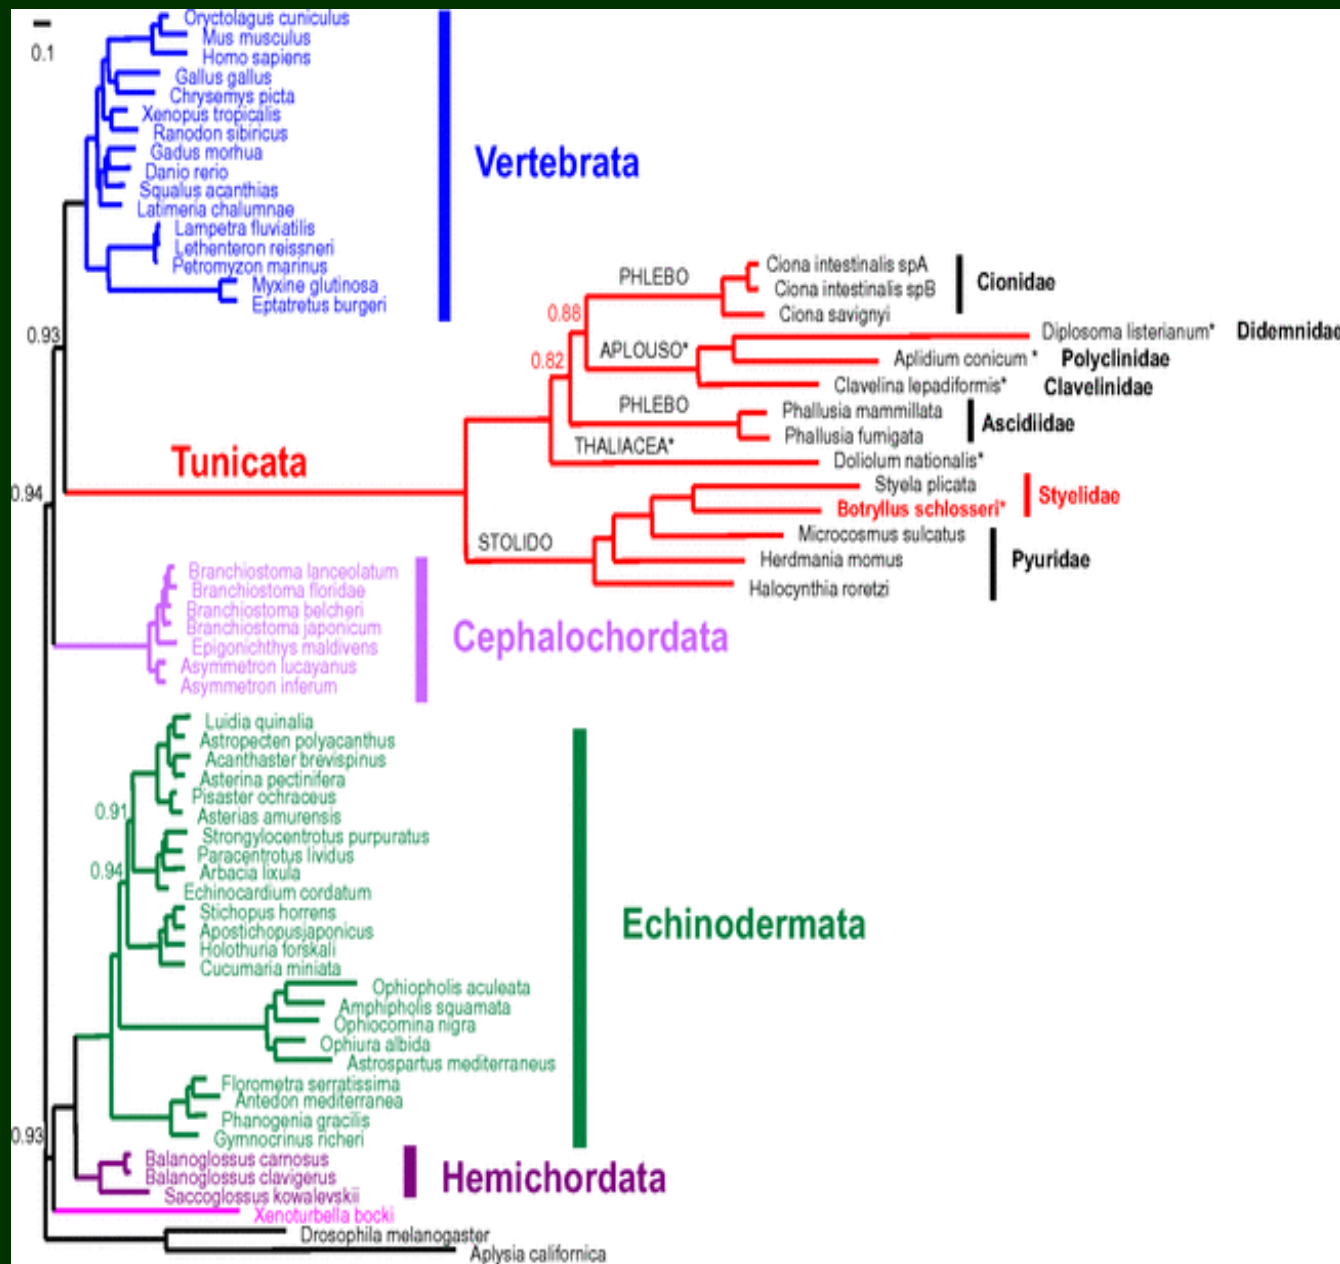 Oryctolagus cuniculus
Mus musculus
0.1
Homo sapiens
Gallus gallus
Chrysemys picta
Xenopus tropicalis
Ranodon sibiricus
Gadus morhua
Vertebrata
Danio rerio
Squalus acanthias
Latimeria chalumnae
Lampetra fluviatilis
Lethenteron reissneri
Petromyzon marinus
Myxine glutinosa
Eptatretus burgeri
0.93
PHLEBO
Ciona intestinalis spA
Ciona intestinalis spB
Cionidae
Ciona savignyi
0.88
Diplosoma listerianum* Didemnidae
APLOUSO*
0.82
Aplidium conicum * Polyclinidae
Clavelina lepadiformis* Clavelinidae
PHLEBO
Phallusia mammillata
Ascidiidae
Phallusia fumigata
THALIACEA*
Doliolum nationalis*
Tunicata
0.94
Styela plicata
Styelidae
Botryllus schlosseri*
Microcosmus sulcatus
STOLIDO
Herdmania momus
Pyuridae
Halocynthia roretzi
Branchiostoma lanceolatum
Branchiostoma floridae
Branchiostoma belcheri
Branchiostoma japonicum
Cephalochordata
Epigonichthys maldivens
Asymmetron lucayanus
Asymmetron inferum
Luidia quinalia
Astropecten polyacanthus
Acanthaster brevispinus
Asterina pectinifera
Pisaster ochraceus
0.91
Asterias amurensis
Strongylocentrotus purpuratus
Paracentrotus lividus
0.94
Arbacia lixula
Echinocardium cordatum
Stichopus horrens
Echinodermata
Apostichopusjaponicus
Holothuria forskali
Cucumaria miniata
Ophiopholis aculeata
Amphipholis squamata
Ophiocomina nigra
Ophiura albida
Astrospartus mediterraneus
Florometra serratissima
Antedon mediterranea
Phanogenia gracilis
0.93
Gymnocrinus richeri
Balanoglossus carnosus
Balanoglossus clavigerus
Hemichordata
Saccoglossus kowalevskii
Xenoturbella bocki
Drosophila melanogaster
Aplysia californica